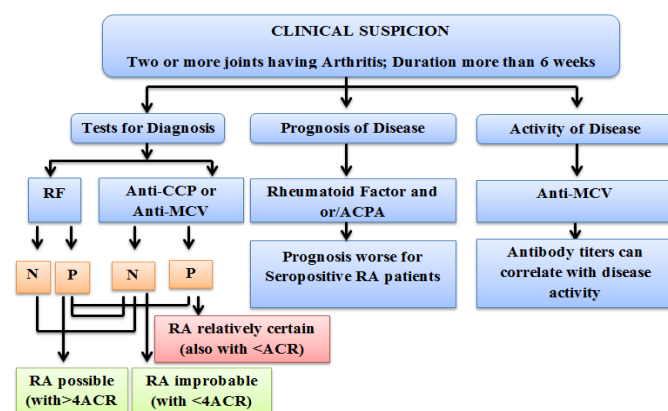 CLINICAL SUSPICION
Two or more joints having Arthritis; Duration more than 6 weeks
Tests for Diagnosis
Prognosis of Disease
Activity of Disease
RF
Anti-CCP or
Anti-MCV
Rheumatoid Factor and
or/ACPA
Anti-MCV
N
P
N
P
Prognosis worse for
Seropositive RA patients
Antibody titers can
correlate with disease
activity
RA relatively certain
(also with <ACR)
RA possible
(with>4ACR
RA improbable
(with <4ACR)